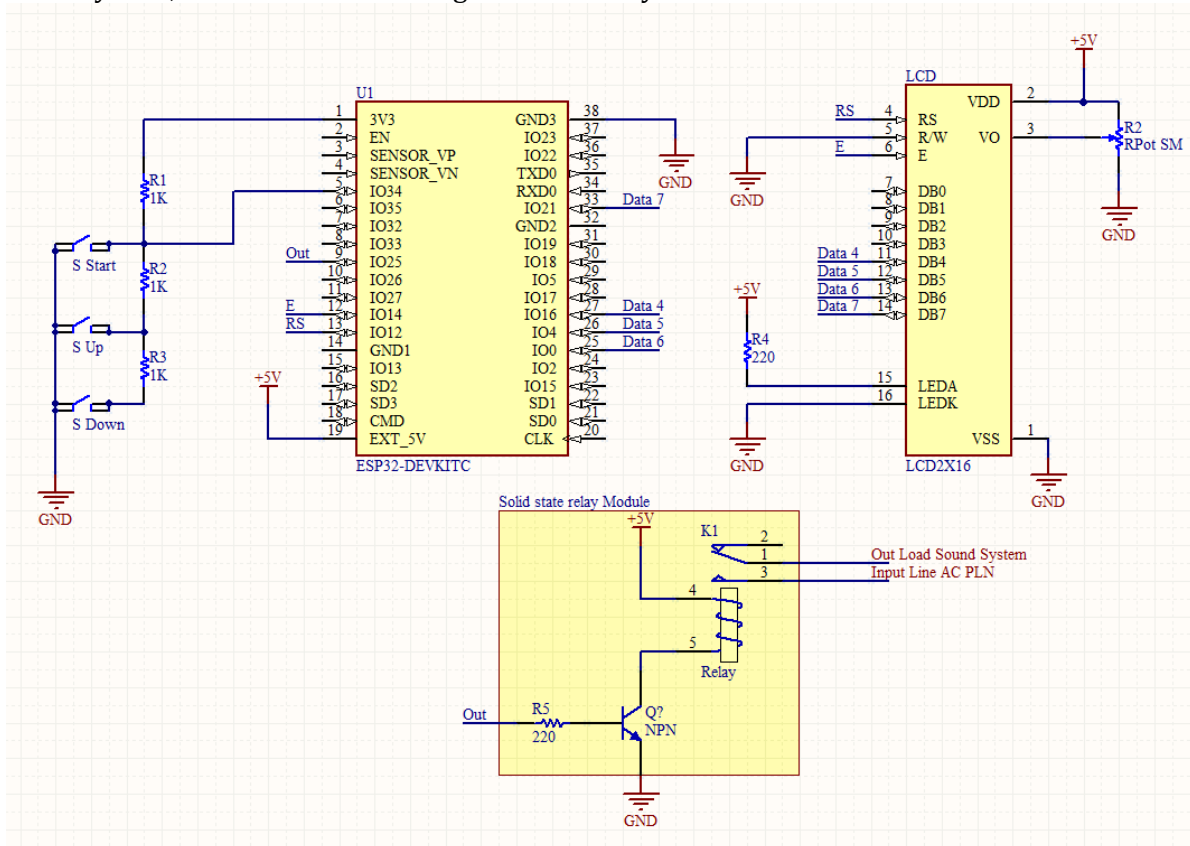 U1
1 3V3
2 EN
3 SENSOR_VP
4 SENSOR_VN
5 IO34
6 IO35
7 IO32
8 IO33
Out 9 IO25
10 IO26
11 IO27
E 12 IO14
RS 13 IO12
14 GND1
15 IO13
16 SD2
17 SD3
18 CMD
19 EXT_5V
GND3 38
IO23 37
IO22 36
TXD0 35
RXD0 34
IO21 33 Data 7
GND2 32
IO19 31
IO18 30
IO5 29
IO17 28
IO16 27 Data 4
IO4 26 Data 5
IO0 25 Data 6
IO2 24
IO15 23
SD1 22
SD0 21
CLK 20
ESP32-DEVKITC
GND
R1
1K
S Start
R2
1K
S Up
R3
1K
S Down
GND
+5V
LCD
RS 4 RS
5 R/W
E 6 E
7 DB0
8 DB1
9 DB2
10 DB3
Data 4 11 DB4
Data 5 12 DB5
Data 6 13 DB6
Data 7 14 DB7
15 LEDA
16 LEDK
VDD 2
VO 3
VSS 1
LCD2X16
+5V
R2
RPot SM
GND
GND
+5V
R4
220
GND
GND
Solid state relay Module
+5V
K1
2
1 Out Load Sound System
3 Input Line AC PLN
4
5
Relay
Out
R5
220
Q?
NPN
GND